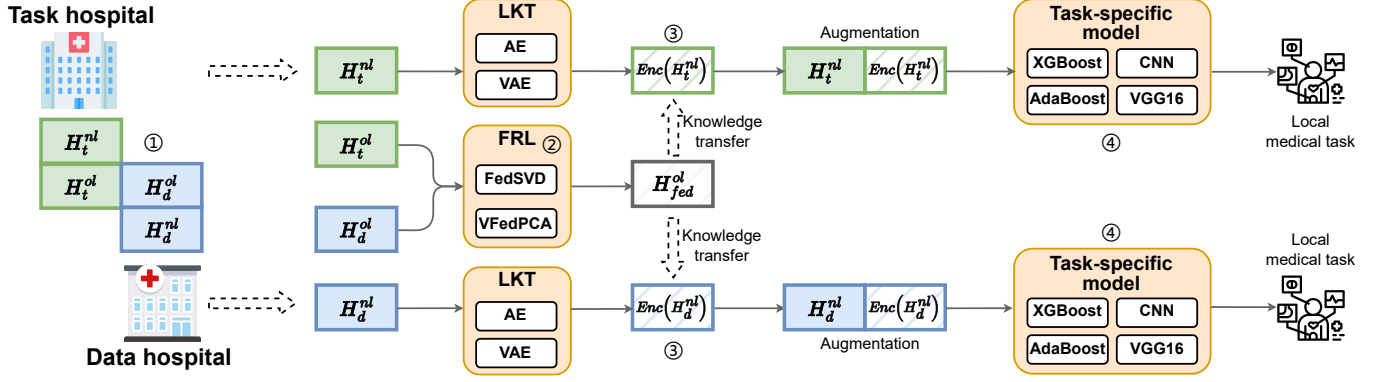 Task hospital
H_t^{nl}
①
H_t^{ol}
H_d^{ol}
H_d^{nl}
Data hospital
H_t^{nl}
LKT
AE
VAE
③
Enc(H_t^{nl})
Augmentation
H_t^{nl}
Enc(H_t^{nl})
Task-specific
model
XGBoost
CNN
AdaBoost
VGG16
④
Local
medical task
Knowledge
transfer
H_t^{ol}
H_d^{ol}
FRL
②
FedSVD
VFedPCA
H_{fed}^{ol}
Knowledge
transfer
H_d^{nl}
LKT
AE
VAE
Enc(H_d^{nl})
③
H_d^{nl}
Enc(H_d^{nl})
Augmentation
④
Task-specific
model
XGBoost
CNN
AdaBoost
VGG16
Local
medical task